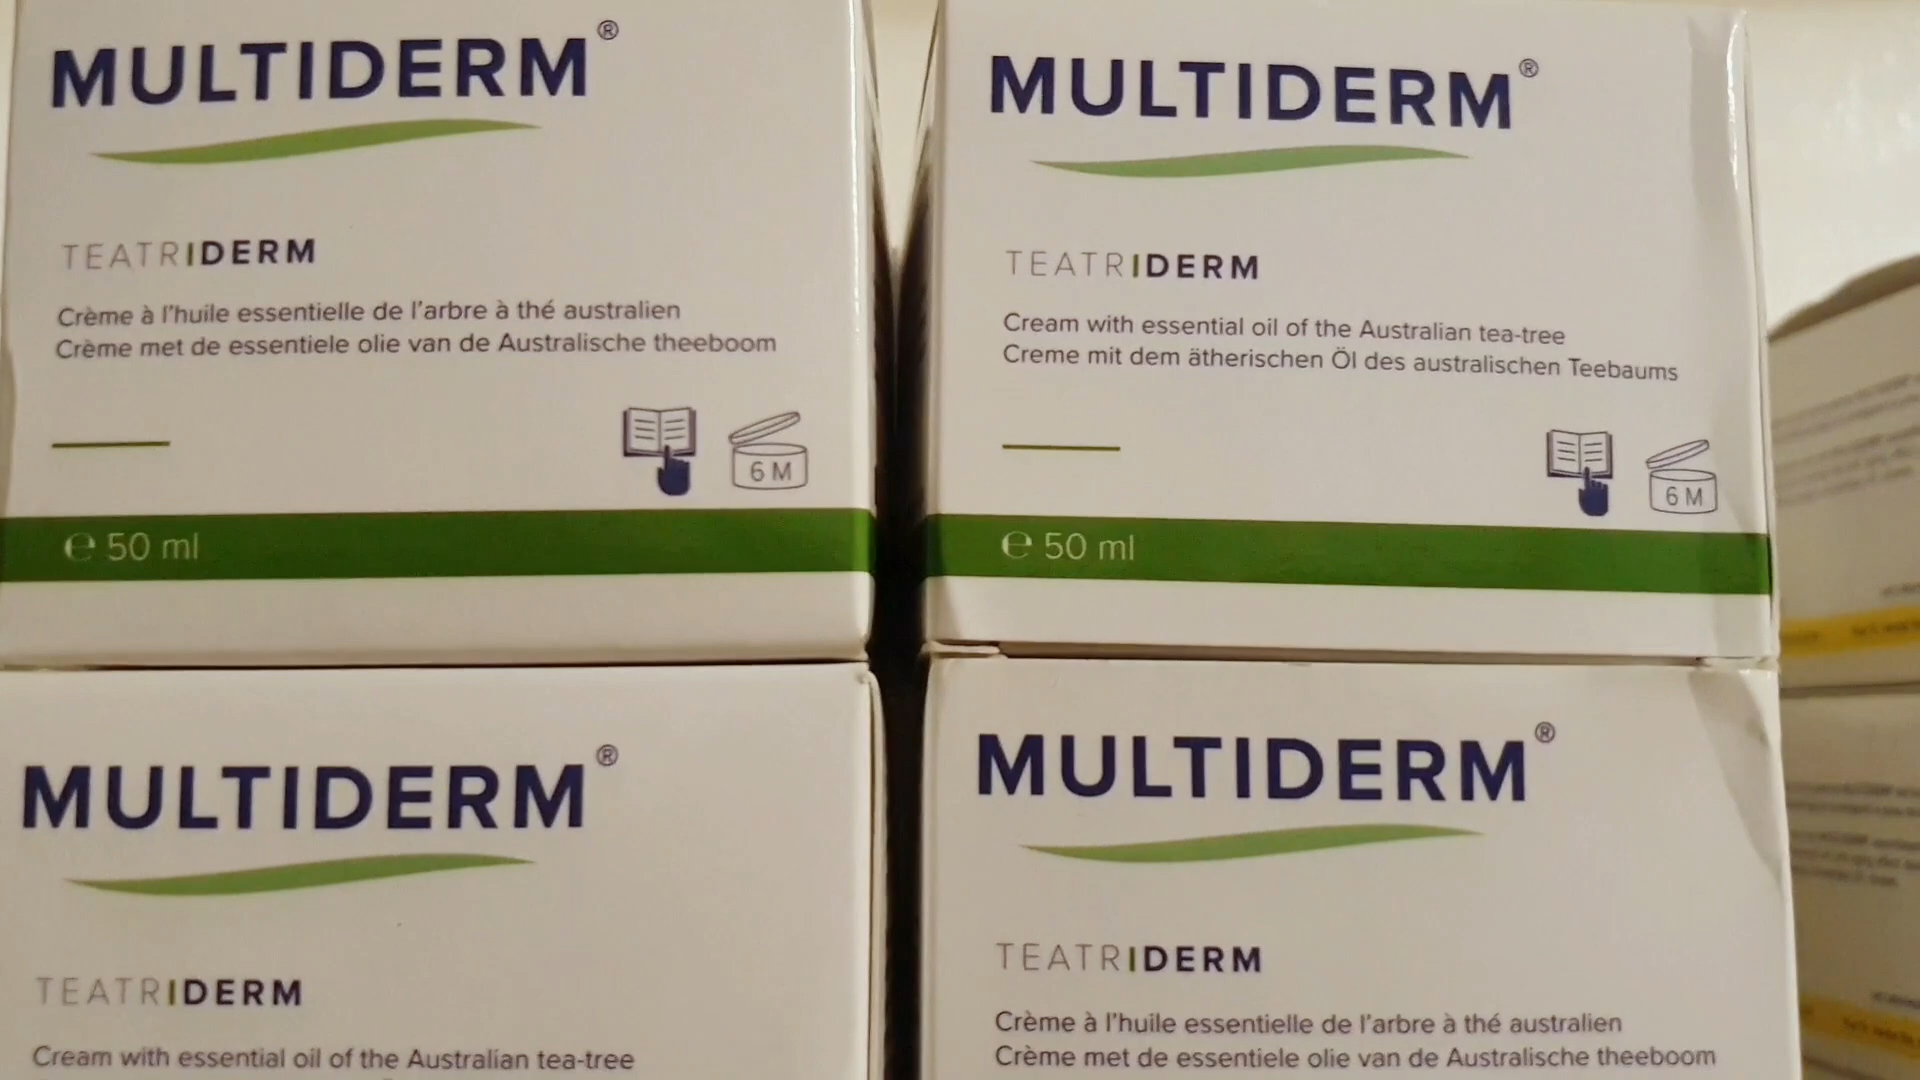 MULTIDERM®
TEATRIDERM
Crème à l'huile essentielle de l'arbre à thé australien
Crème met de essentiele olie van de Australische theeboom
6 M
℮ 50 ml
MULTIDERM®
TEATRIDERM
Cream with essential oil of the Australian tea-tree
Creme mit dem ätherischen Öl des australischen Teebaums
6 M
℮ 50 ml
MULTIDERM®
TEATRIDERM
Cream with essential oil of the Australian tea-tree
MULTIDERM®
TEATRIDERM
Crème à l'huile essentielle de l'arbre à thé australien
Crème met de essentiele olie van de Australische theeboom